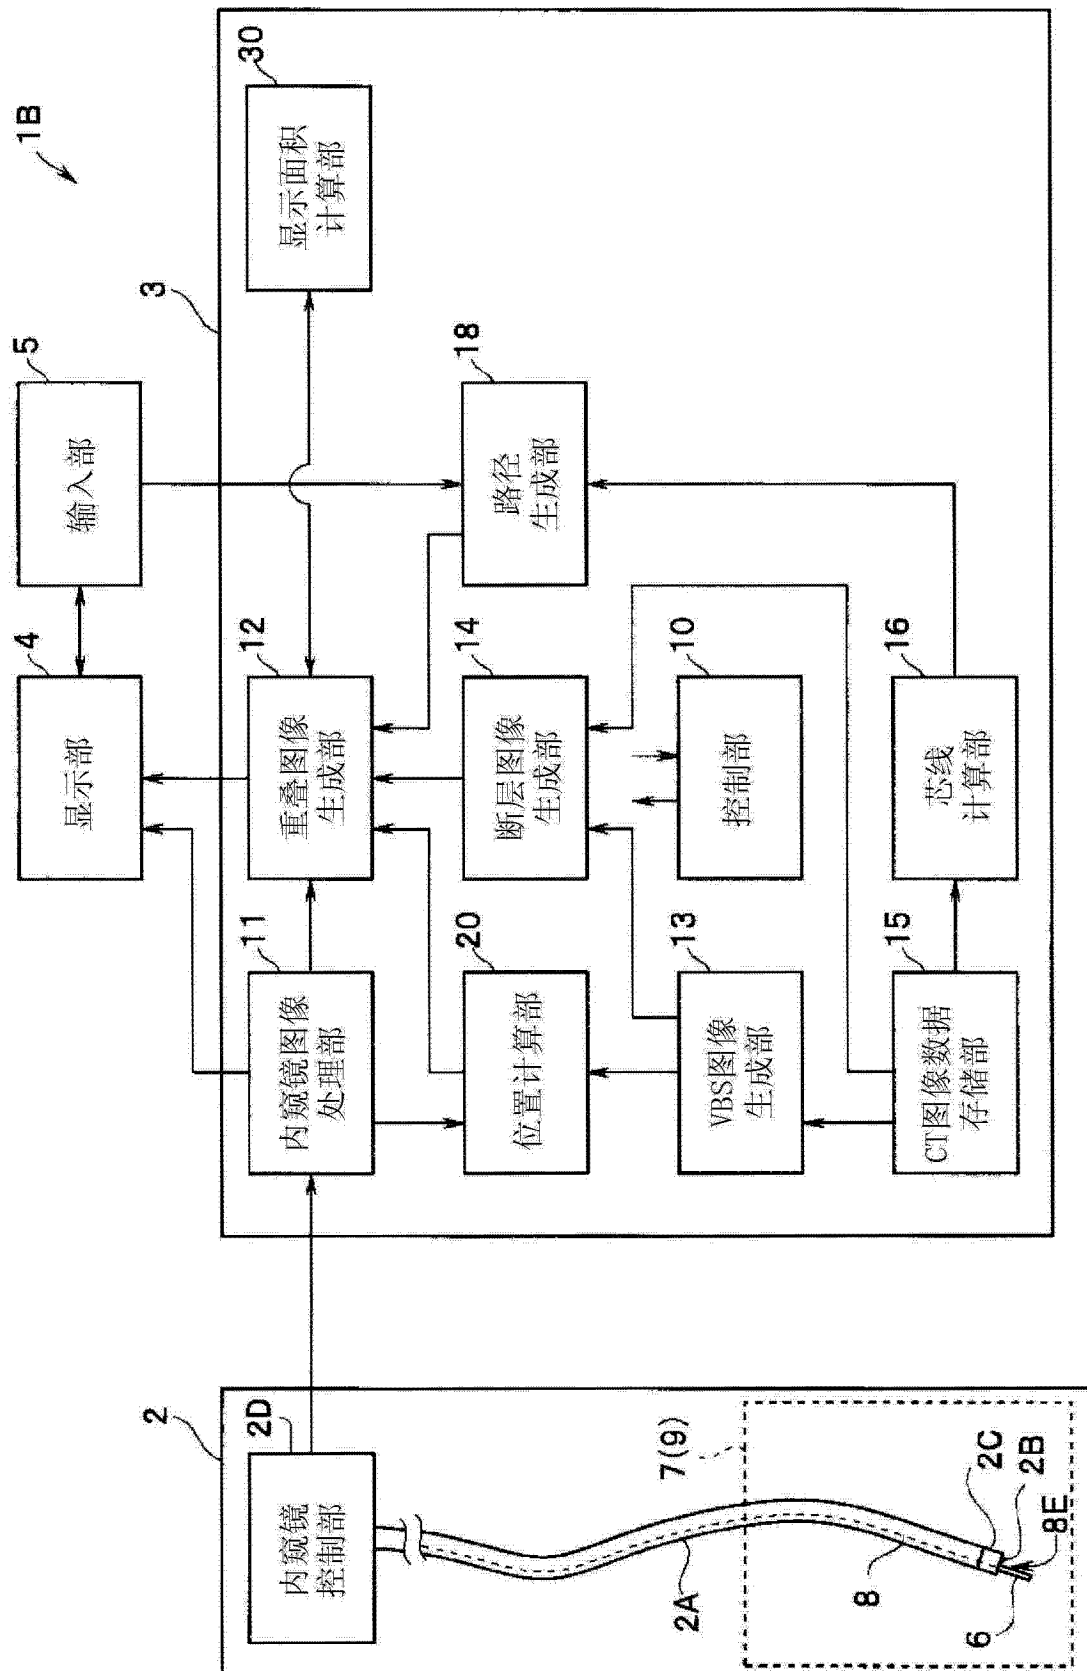 1B
2
2D
内窥镜
控制部
7(9)
2A
8
2C
2B
8E
6
3
4
显示部
5
输入部
11
内窥镜图像
处理部
12
重叠图像
生成部
30
显示面积
计算部
20
位置计算部
14
断层图像
生成部
18
路径
生成部
13
VBS图像
生成部
10
控制部
15
CT图像数据
存储部
16
芯线
计算部